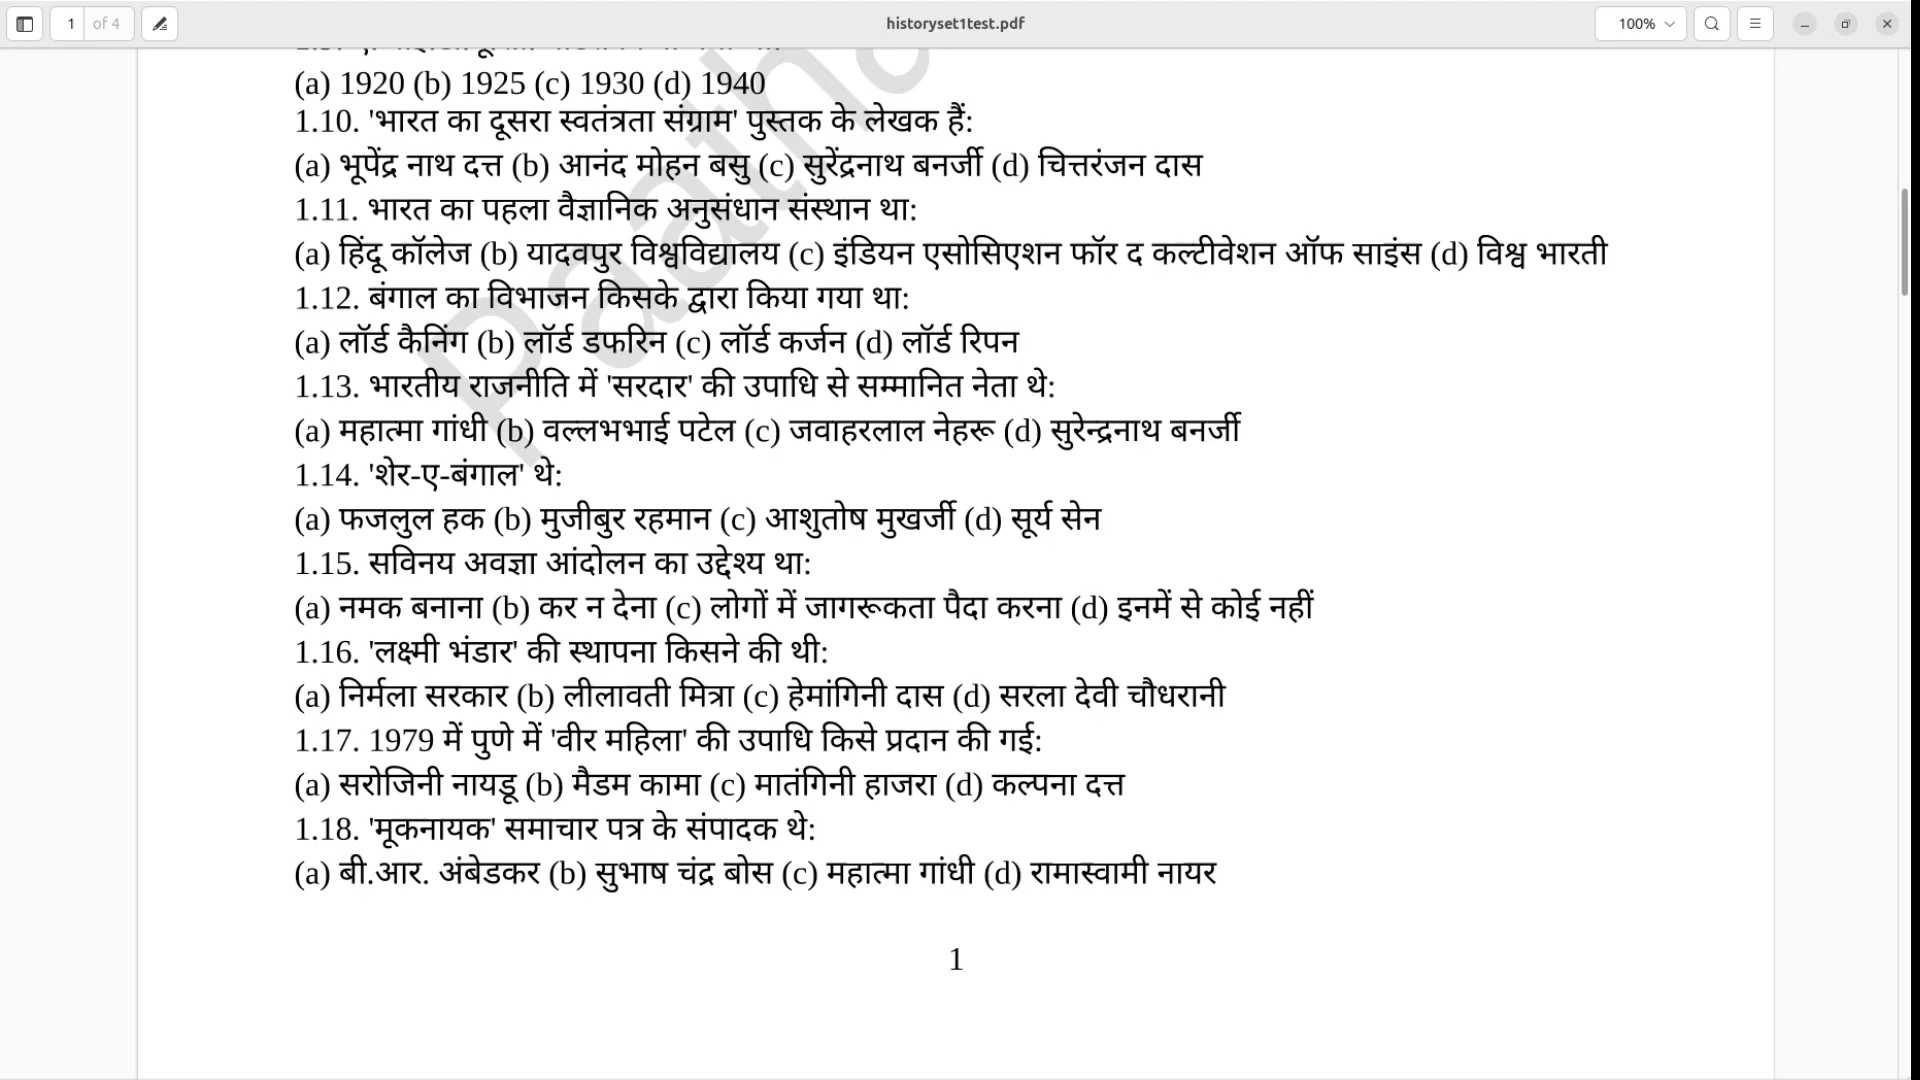 1 of 4
historyset1test.pdf
100%
(a) 1920 (b) 1925 (c) 1930 (d) 1940
1.10. 'भारत का दूसरा स्वतंत्रता संग्राम' पुस्तक के लेखक हैं:
(a) भूपेंद्र नाथ दत्त (b) आनंद मोहन बसु (c) सुरेंद्रनाथ बनर्जी (d) चित्तरंजन दास
1.11. भारत का पहला वैज्ञानिक अनुसंधान संस्थान था:
(a) हिंदू कॉलेज (b) यादवपुर विश्वविद्यालय (c) इंडियन एसोसिएशन फॉर द कल्टीवेशन ऑफ साइंस (d) विश्व भारती
1.12. बंगाल का विभाजन किसके द्वारा किया गया था:
(a) लॉर्ड कैनिंग (b) लॉर्ड डफरिन (c) लॉर्ड कर्जन (d) लॉर्ड रिपन
1.13. भारतीय राजनीति में 'सरदार' की उपाधि से सम्मानित नेता थे:
(a) महात्मा गांधी (b) वल्लभभाई पटेल (c) जवाहरलाल नेहरू (d) सुरेन्द्रनाथ बनर्जी
1.14. 'शेर-ए-बंगाल' थे:
(a) फजलुल हक (b) मुजीबुर रहमान (c) आशुतोष मुखर्जी (d) सूर्य सेन
1.15. सविनय अवज्ञा आंदोलन का उद्देश्य था:
(a) नमक बनाना (b) कर न देना (c) लोगों में जागरूकता पैदा करना (d) इनमें से कोई नहीं
1.16. 'लक्ष्मी भंडार' की स्थापना किसने की थी:
(a) निर्मला सरकार (b) लीलावती मित्रा (c) हेमांगिनी दास (d) सरला देवी चौधरानी
1.17. 1979 में पुणे में 'वीर महिला' की उपाधि किसे प्रदान की गई:
(a) सरोजिनी नायडू (b) मैडम कामा (c) मातंगिनी हाजरा (d) कल्पना दत्त
1.18. 'मूकनायक' समाचार पत्र के संपादक थे:
(a) बी.आर. अंबेडकर (b) सुभाष चंद्र बोस (c) महात्मा गांधी (d) रामास्वामी नायर
1